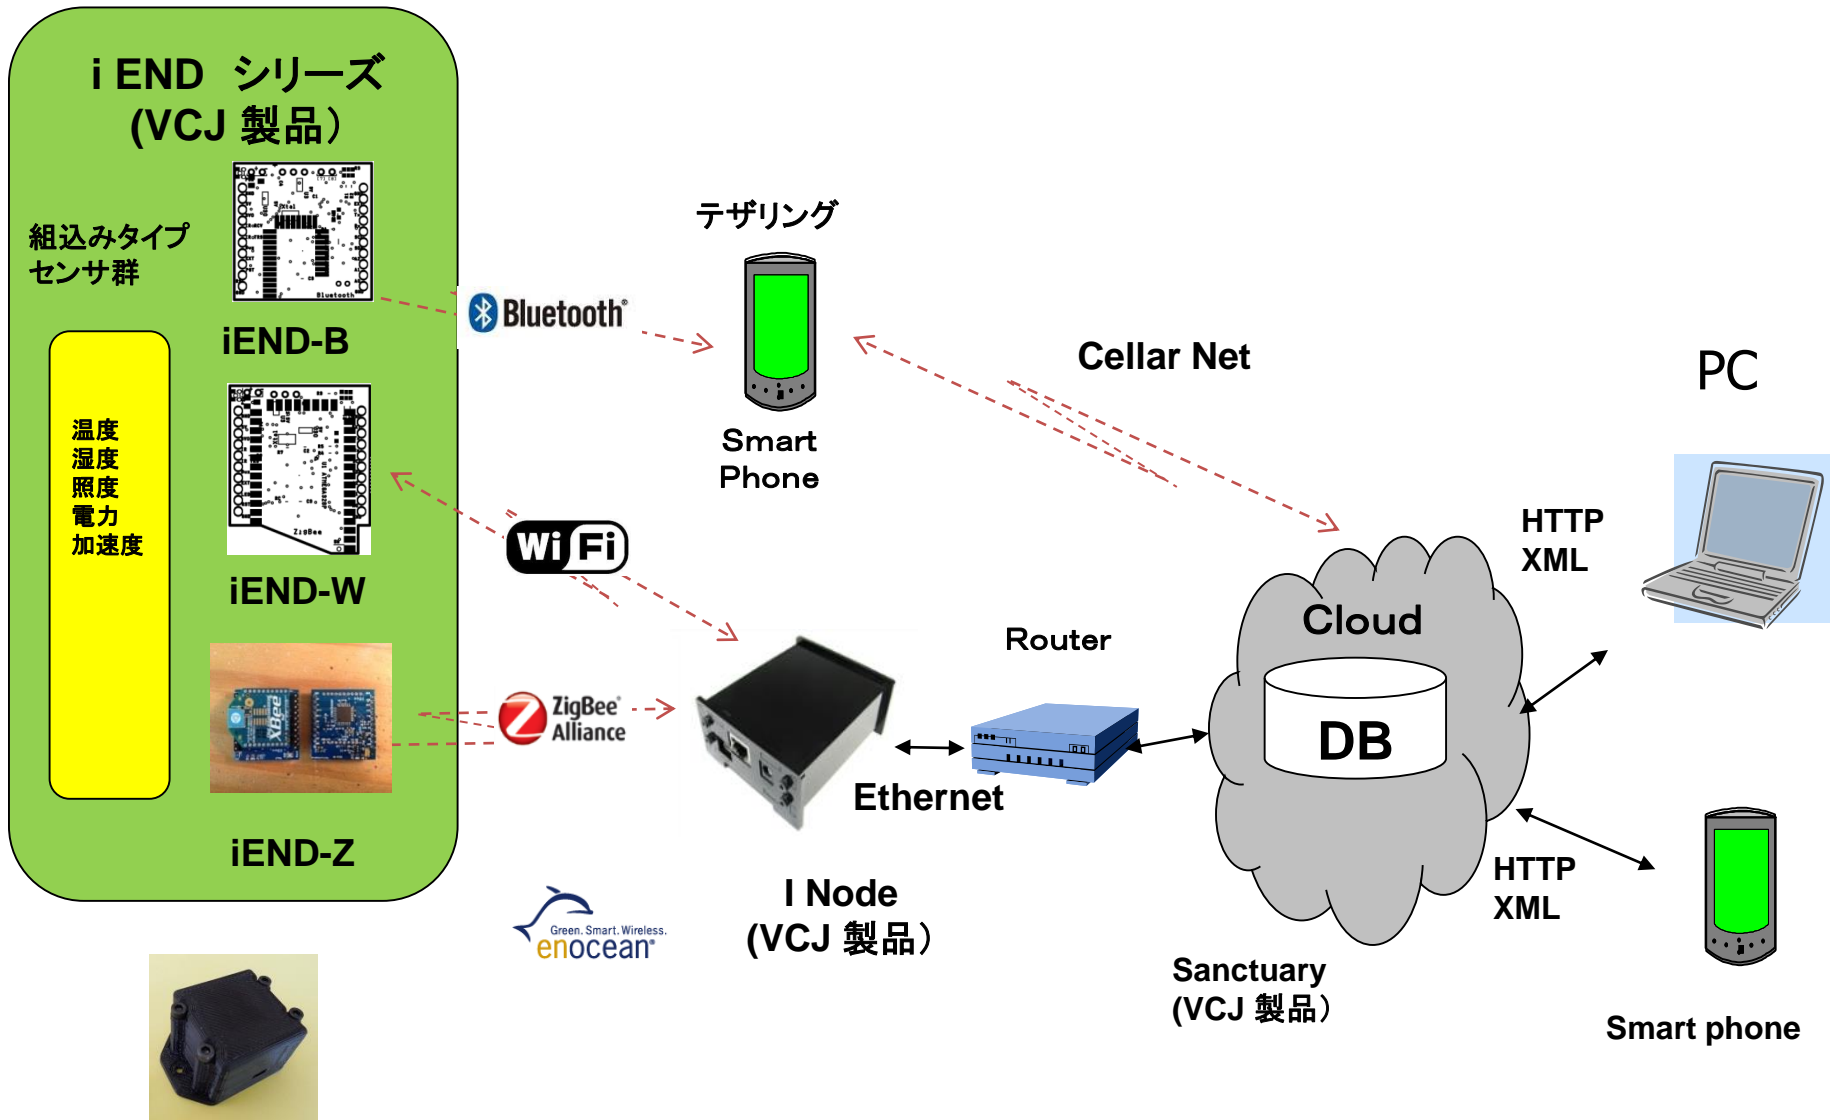 i END シリーズ
(VCJ 製品)
組込みタイプ
センサ群
Bluetooth
iEND-B
温度
湿度
照度
電力
加速度
ZigBee
iEND-W
XBee
iEND-Z
Bluetooth®
テザリング
Smart
Phone
Cellar Net
Wi Fi
ZigBee®
Alliance
Green. Smart. Wireless.
enocean®
I Node
(VCJ 製品)
Ethernet
Router
Cloud
DB
Sanctuary
(VCJ 製品)
PC
HTTP
XML
HTTP
XML
Smart phone